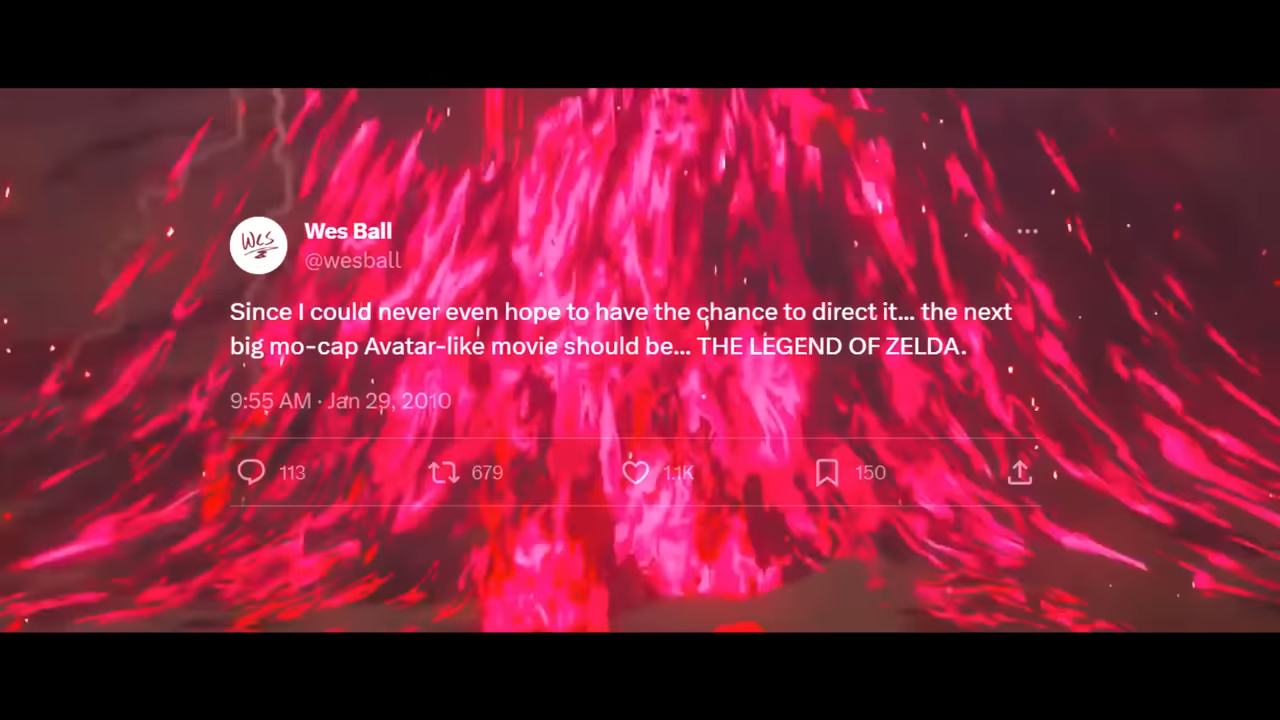 Wes
Wes Ball
@wesball
Since I could never even hope to have the chance to direct it... the next
big mo-cap Avatar-like movie should be... THE LEGEND OF ZELDA.
9:55 AM · Jan 29, 2010
113 679 1.1K 150